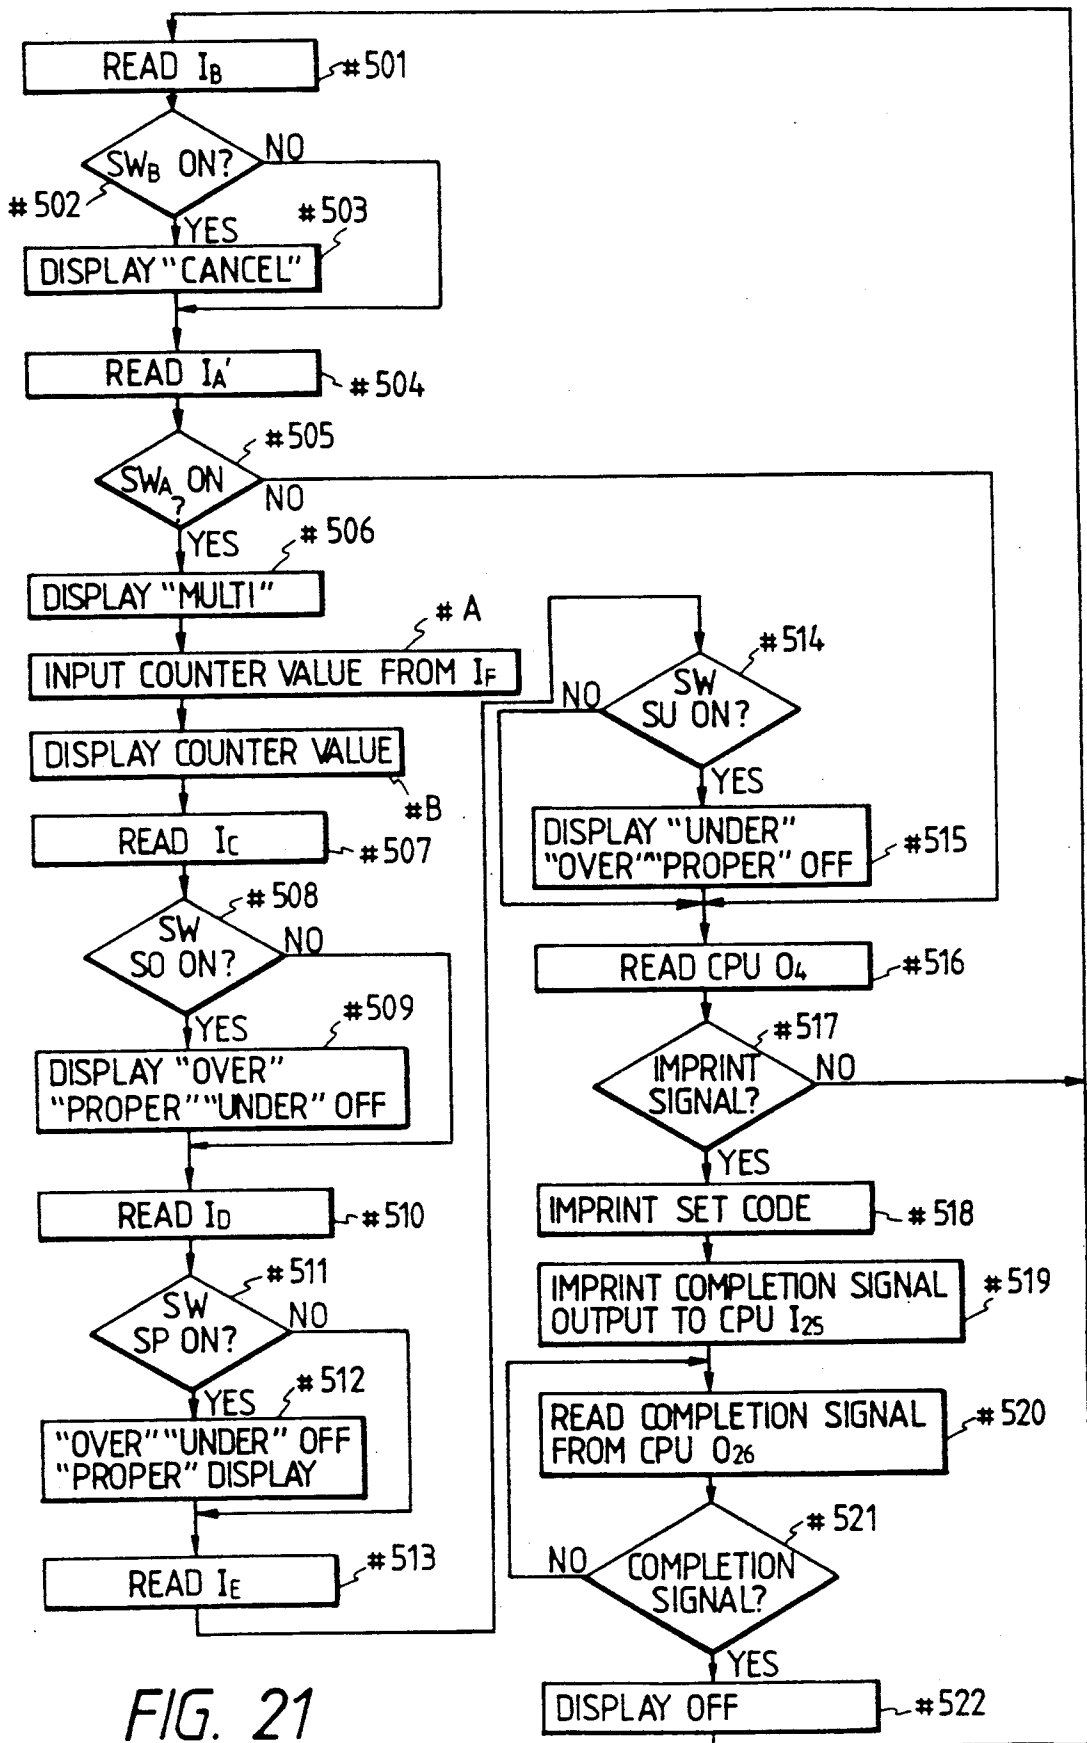 READ IB
#501
SWB ON?
NO
#502
YES
#503
DISPLAY "CANCEL"
READ IA'
#504
#505
SWA ON
?
NO
YES
#506
DISPLAY "MULTI"
#A
INPUT COUNTER VALUE FROM IF
DISPLAY COUNTER VALUE
#B
READ IC
#507
#508
SW
SO ON?
NO
YES
#509
DISPLAY "OVER"
"PROPER" "UNDER" OFF
READ ID
#510
#511
SW
SP ON?
NO
YES
#512
"OVER" "UNDER" OFF
"PROPER" DISPLAY
READ IE
#513
#514
SW
SU ON?
NO
YES
DISPLAY "UNDER"
"OVER" "PROPER" OFF
#515
READ CPU O4
#516
#517
IMPRINT
SIGNAL?
NO
YES
IMPRINT SET CODE
#518
IMPRINT COMPLETION SIGNAL
OUTPUT TO CPU I25
#519
READ COMPLETION SIGNAL
FROM CPU O26
#520
#521
COMPLETION
SIGNAL?
NO
YES
DISPLAY OFF
#522
FIG. 21